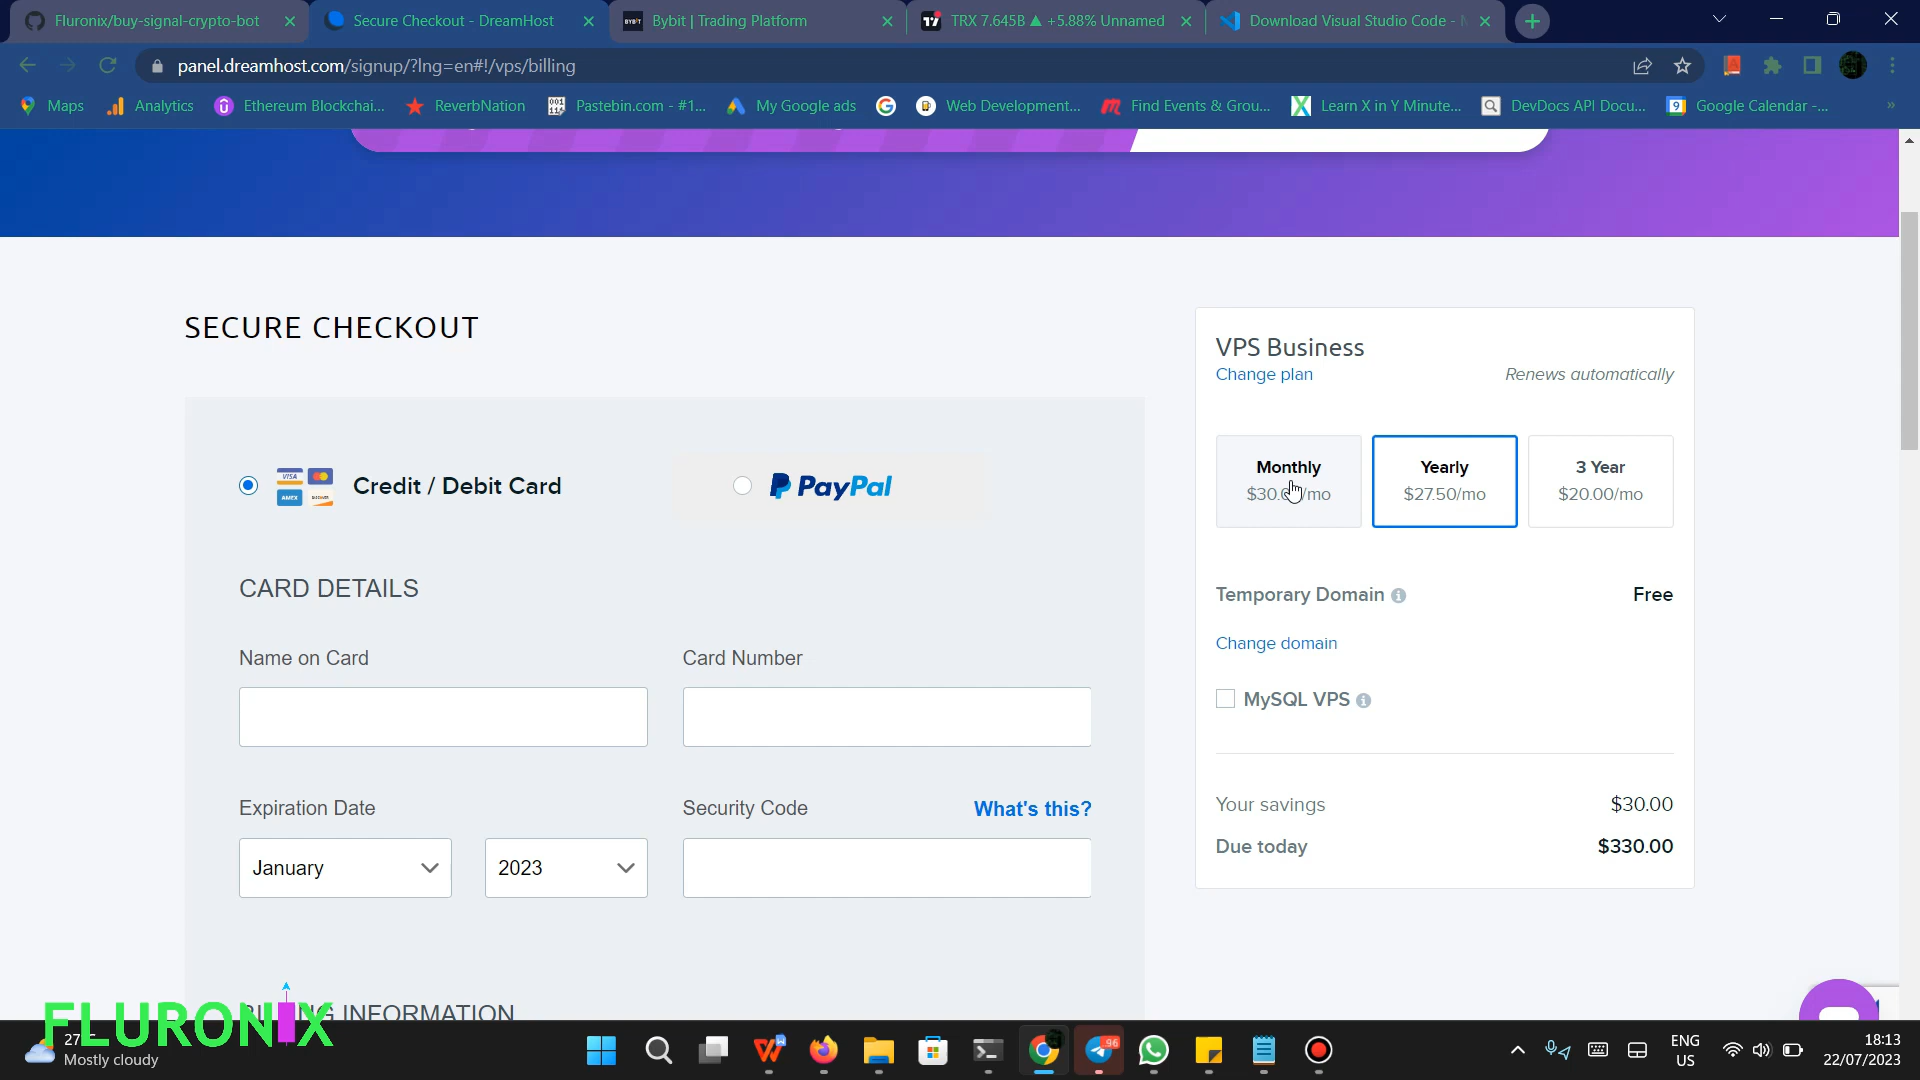 Fluronix/buy-signal-crypto-bot
Secure Checkout - DreamHost
Bybit | Trading Platform
TRX 7.645B ▲ +5.88% Unnamed
Download Visual Studio Code -
panel.dreamhost.com/signup/?lng=en#!/vps/billing
Maps
Analytics
Ethereum Blockchai...
ReverbNation
Pastebin.com - #1...
My Google ads
Web Development...
Find Events & Grou...
Learn X in Y Minute...
DevDocs API Docu...
Google Calendar -...
SECURE CHECKOUT
VISA
AMEX
DISCOVER
Credit / Debit Card
PayPal
CARD DETAILS
Name on Card
Card Number
Expiration Date
Security Code
What's this?
January
2023
VPS Business
Change plan
Renews automatically
Monthly
Yearly
$27.50/mo
3 Year
$20.00/mo
Temporary Domain
Free
Change domain
MySQL VPS
Your savings
$30.00
Due today
$330.00
INFORMATION
FLURONIX
Mostly cloudy
96
ENG
US
18:13
22/07/2023